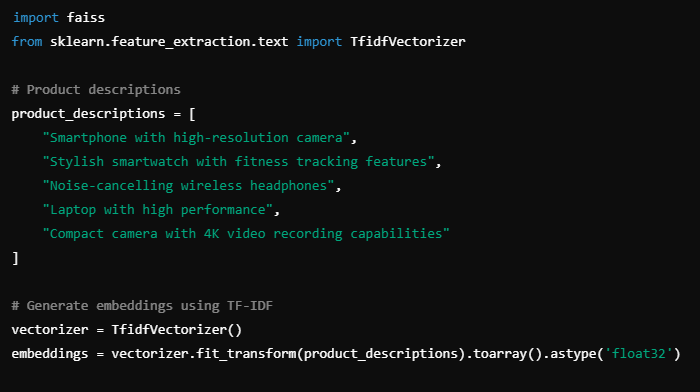 import faiss
from sklearn.feature_extraction.text import TfidfVectorizer

# Product descriptions
product_descriptions = [
    "Smartphone with high-resolution camera",
    "Stylish smartwatch with fitness tracking features",
    "Noise-cancelling wireless headphones",
    "Laptop with high performance",
    "Compact camera with 4K video recording capabilities"
]

# Generate embeddings using TF-IDF
vectorizer = TfidfVectorizer()
embeddings = vectorizer.fit_transform(product_descriptions).toarray().astype('float32')